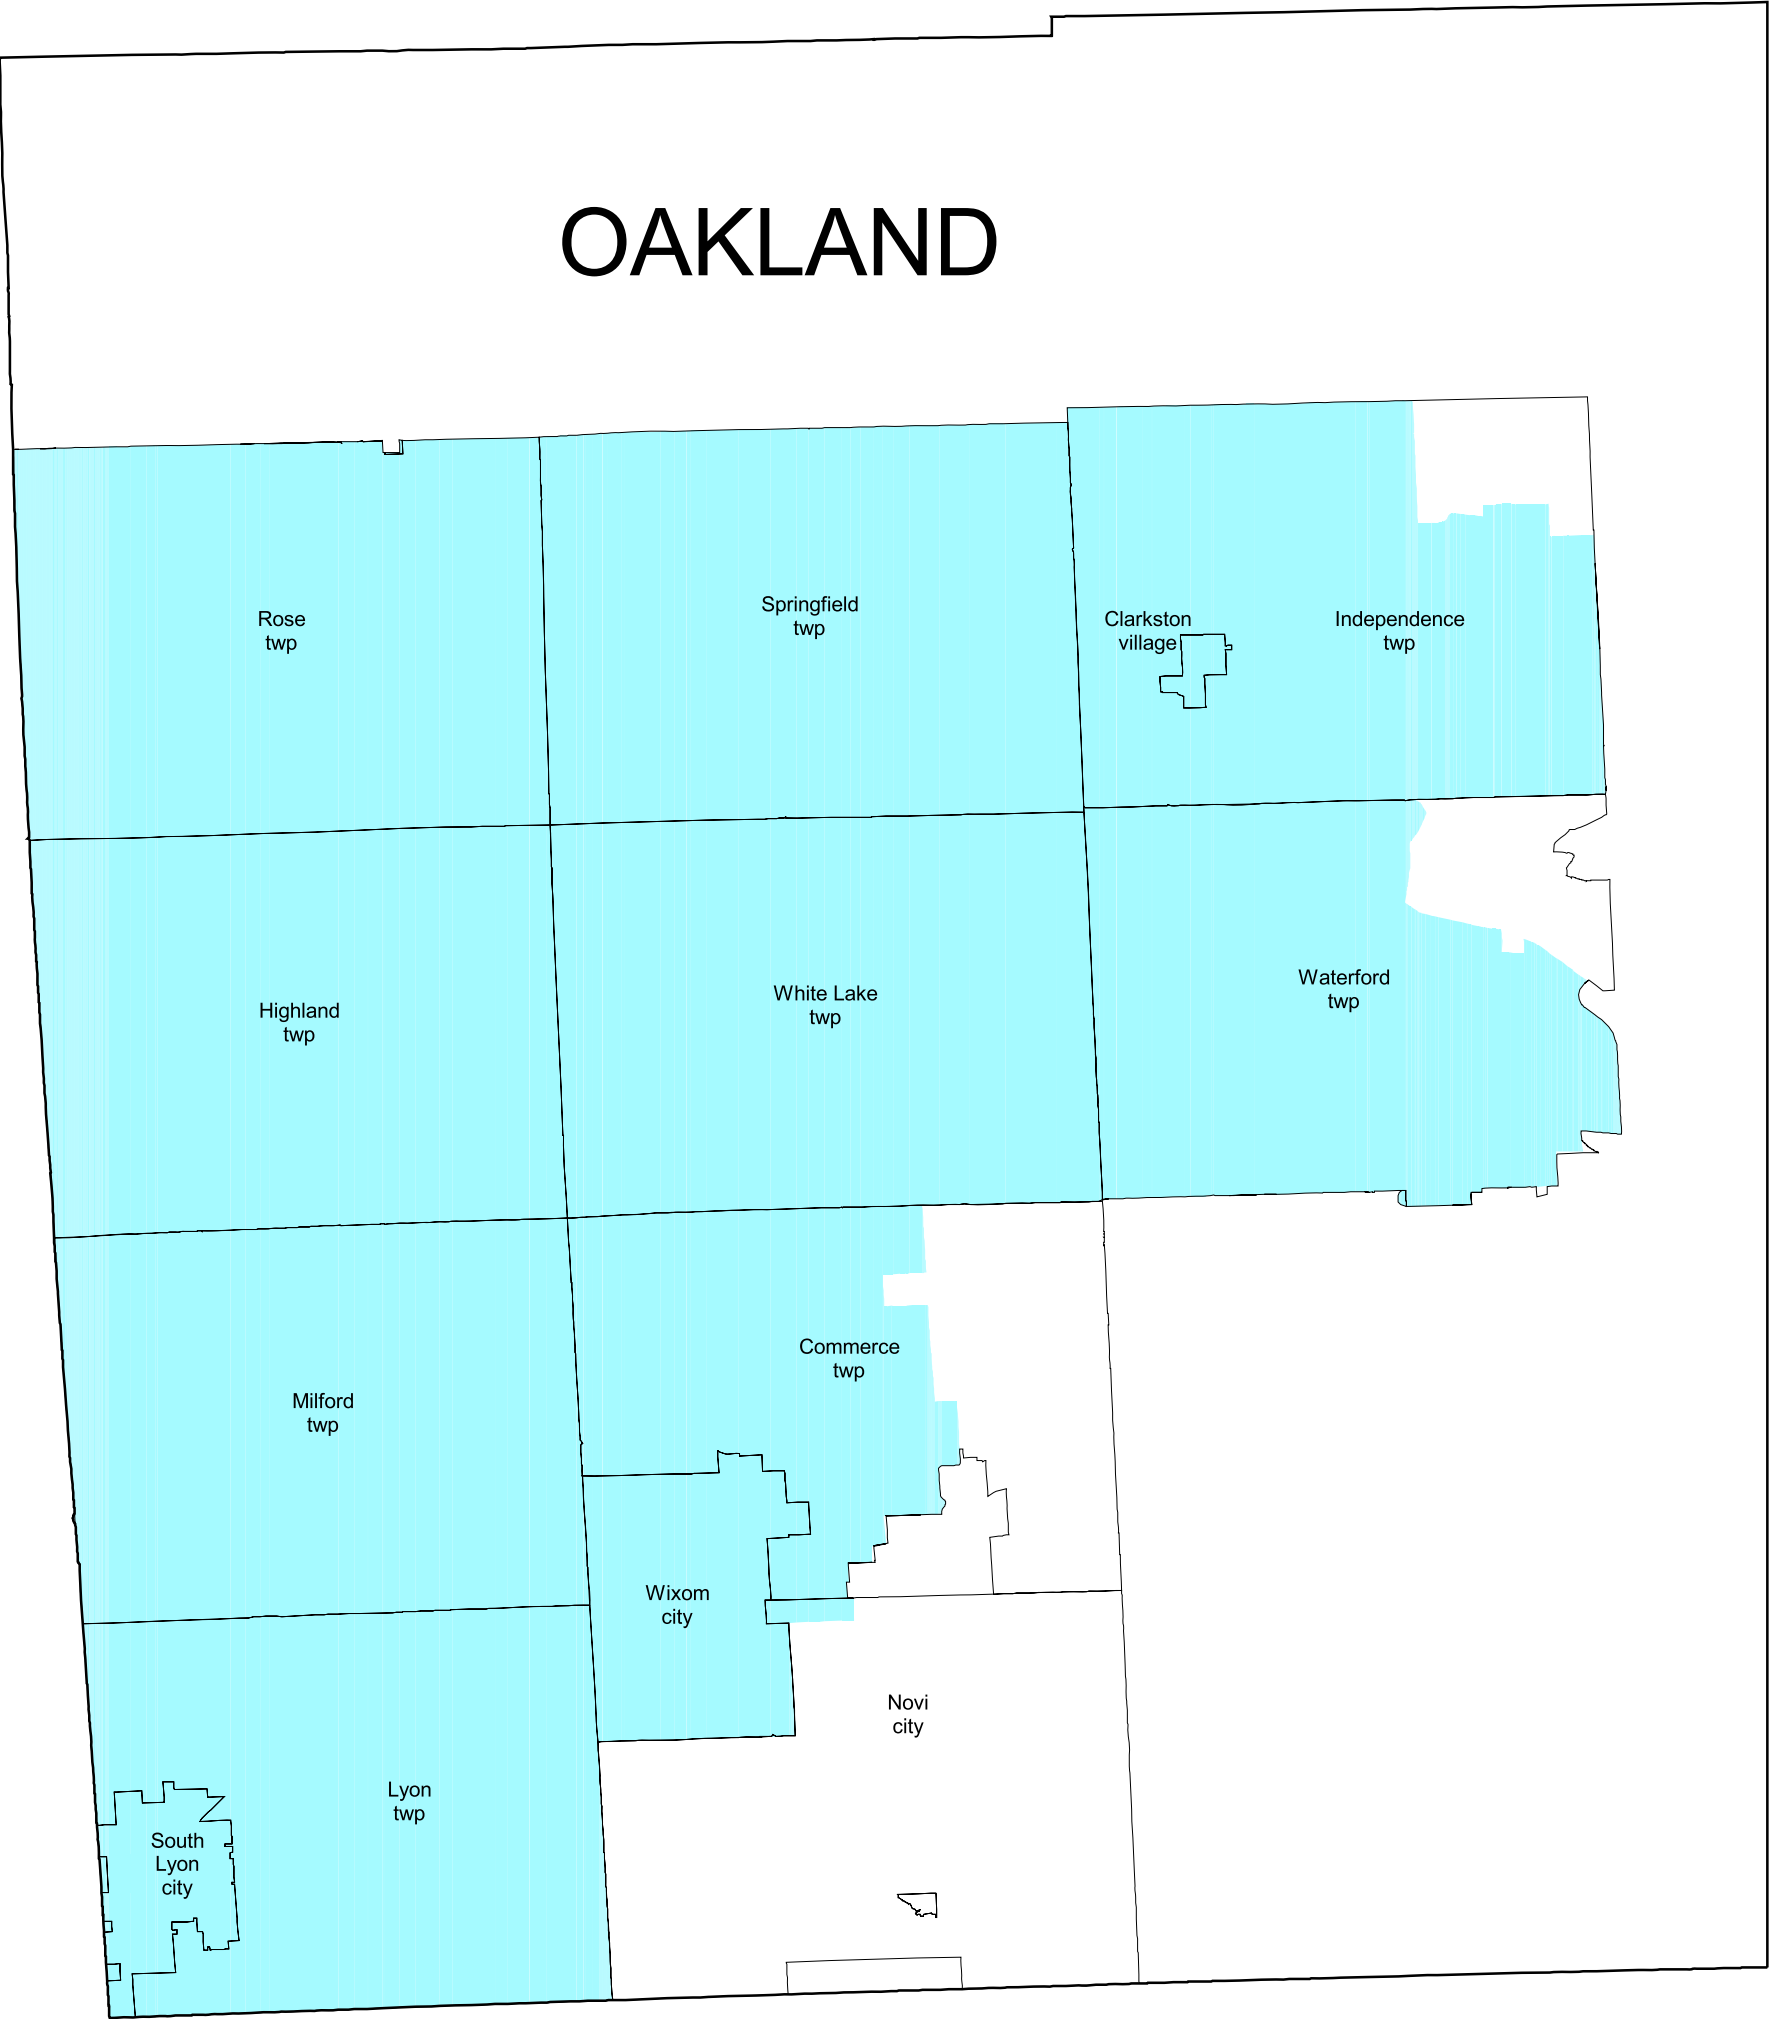 OAKLAND
Rose
twp
Springfield
twp
Clarkston
village
Independence
twp
Highland
twp
White Lake
twp
Waterford
twp
Milford
twp
Commerce
twp
Wixom
city
Novi
city
Lyon
twp
South
Lyon
city